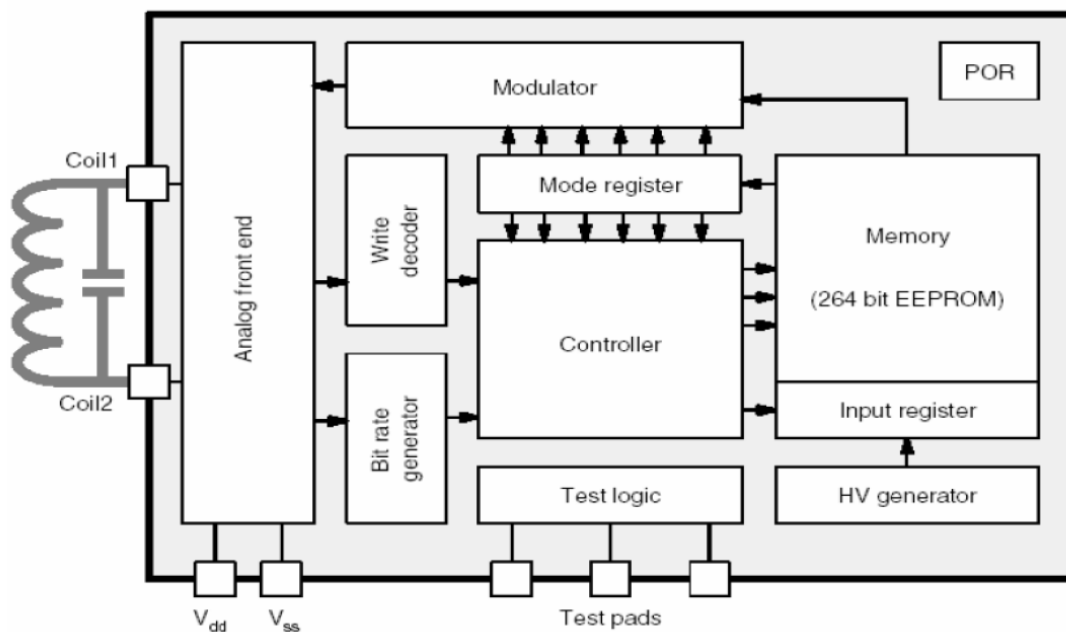 POR
Modulator
Coil1
Mode register
Analog front end
Write
decoder
Memory
(264 bit EEPROM)
Controller
Coil2
Bit rate
generator
Input register
Test logic
HV generator
Vdd
Vss
Test pads